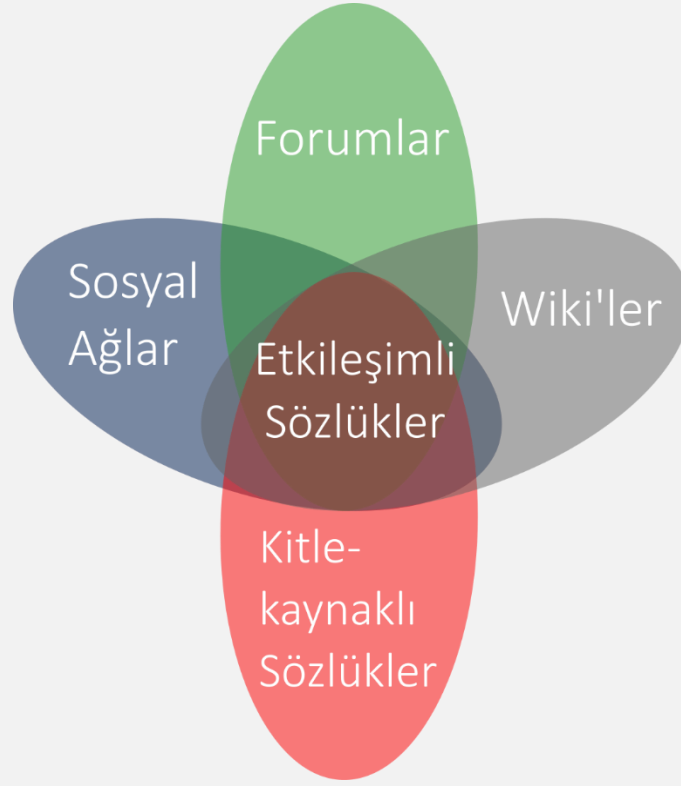 Forumlar
Sosyal
Ağlar
Wiki'ler
Etkileşimli
Sözlükler
Kitle-
kaynaklı
Sözlükler